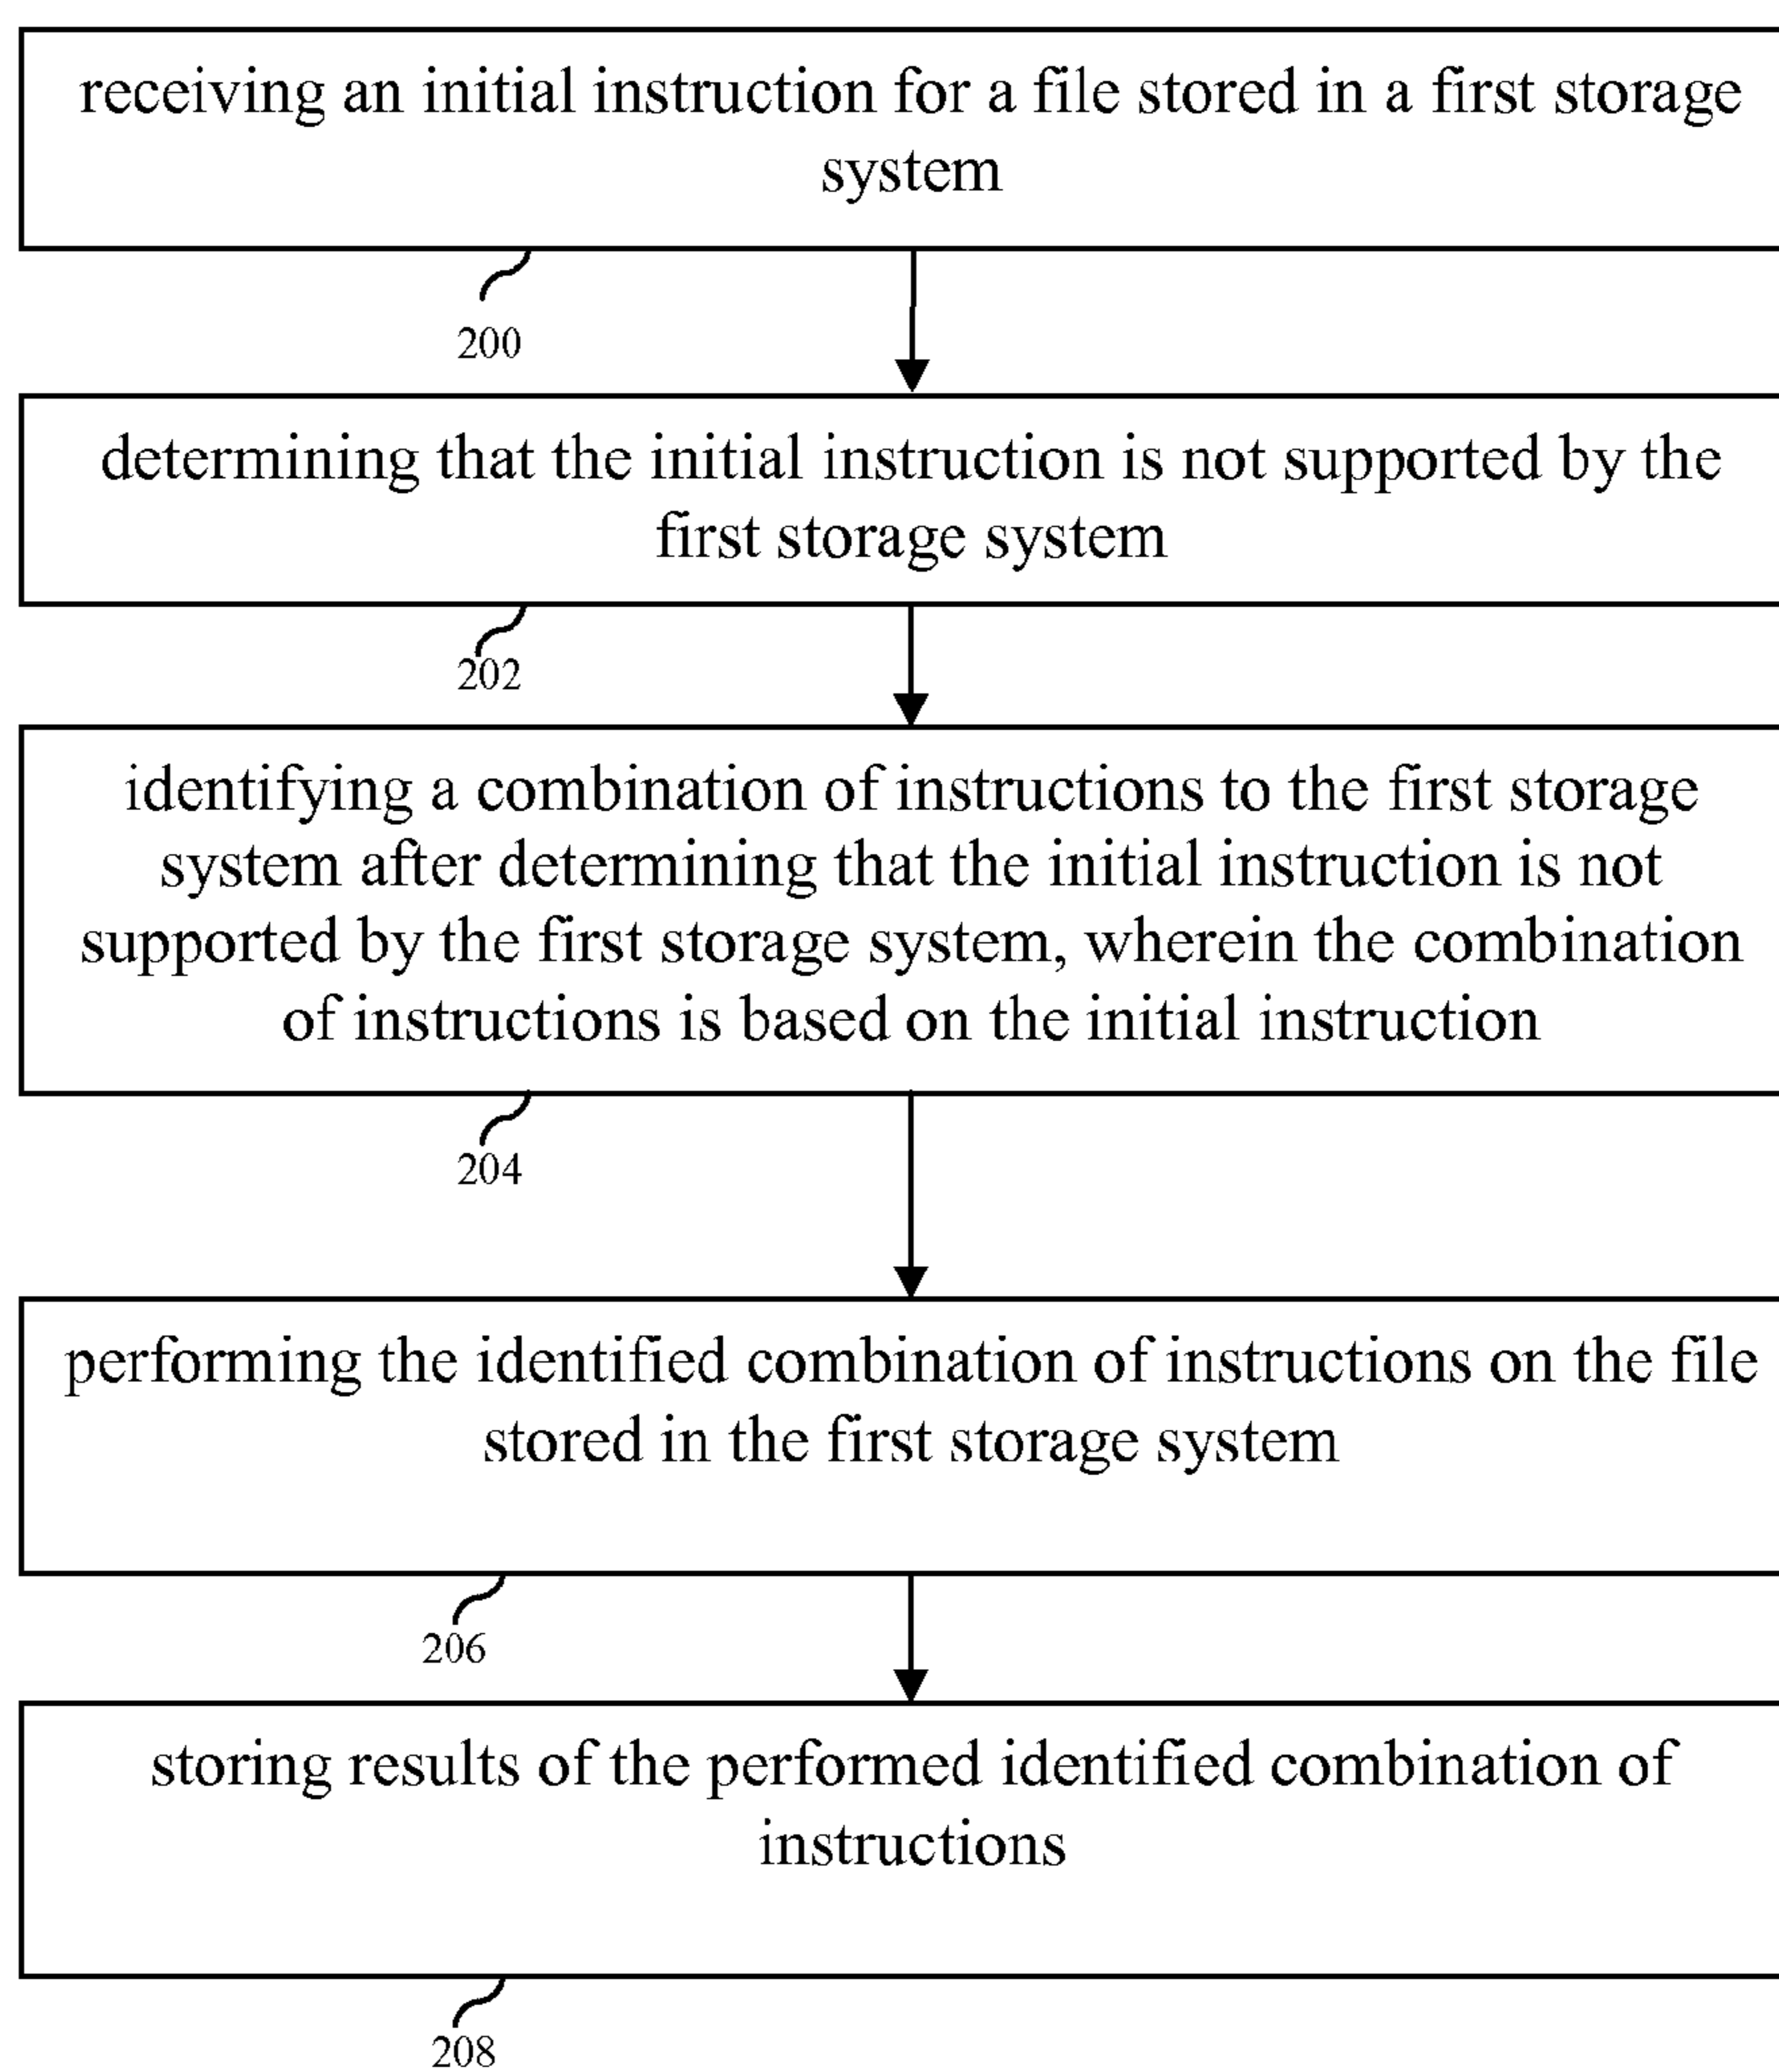 receiving an initial instruction for a file stored in a first storage
system
200
determining that the initial instruction is not supported by the
first storage system
202
identifying a combination of instructions to the first storage
system after determining that the initial instruction is not
supported by the first storage system, wherein the combination
of instructions is based on the initial instruction
204
performing the identified combination of instructions on the file
stored in the first storage system
206
storing results of the performed identified combination of
instructions
208